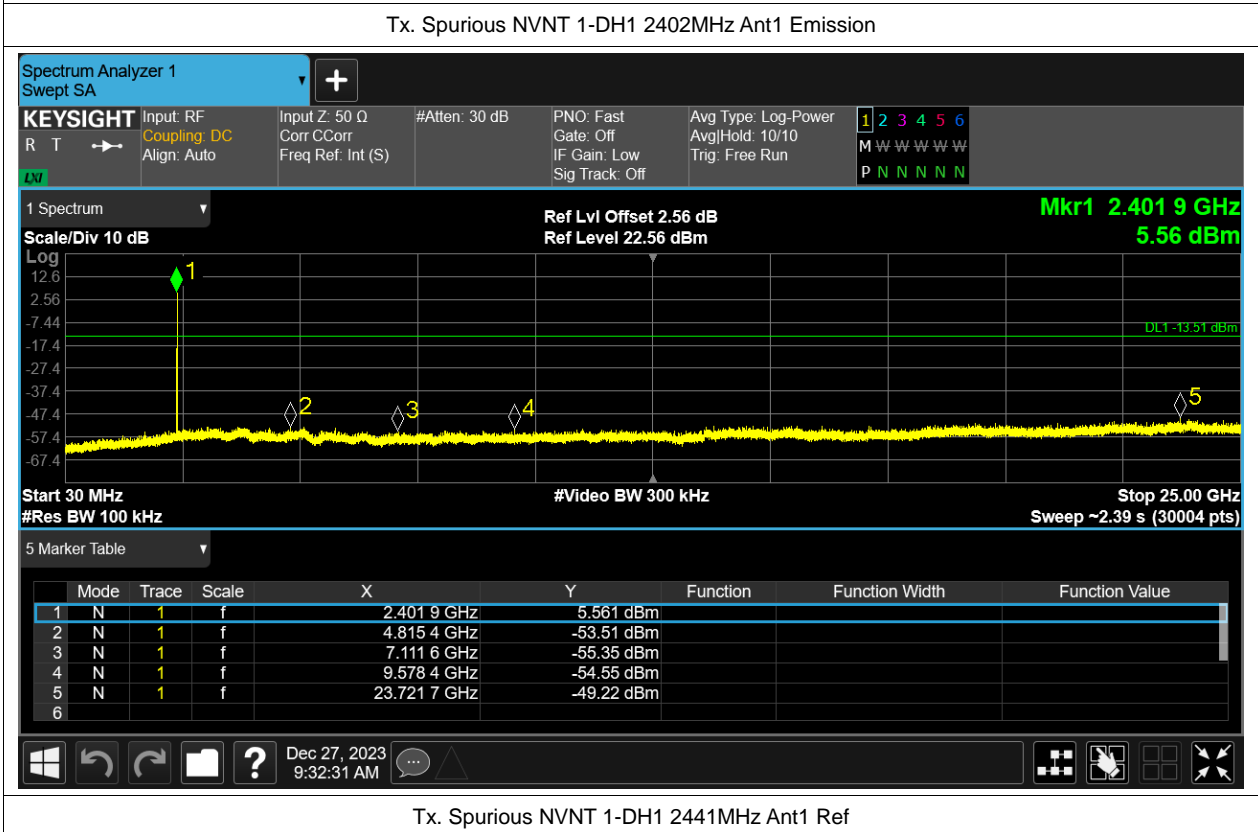 Tx. Spurious NVNT 1-DH1 2402MHz Ant1 Emission
Spectrum Analyzer 1
Swept SA
+
KEYSIGHT
R T
LXI
Input: RF
Coupling: DC
Align: Auto
Input Z: 50 Ω
Corr CCorr
Freq Ref: Int (S)
#Atten: 30 dB
PNO: Fast
Gate: Off
IF Gain: Low
Sig Track: Off
Avg Type: Log-Power
Avg|Hold: 10/10
Trig: Free Run
1 2 3 4 5 6
M W W W W W
P N N N N N
1 Spectrum
Scale/Div 10 dB
Ref Lvl Offset 2.56 dB
Ref Level 22.56 dBm
Mkr1 2.401 9 GHz
5.56 dBm
Log
12.6
2.56
-7.44
-17.4
-27.4
-37.4
-47.4
-57.4
-67.4
1
DL1 -13.51 dBm
2
3
4
5
Start 30 MHz
#Video BW 300 kHz
Stop 25.00 GHz
#Res BW 100 kHz
Sweep ~2.39 s (30004 pts)
5 Marker Table
Mode Trace Scale X Y Function Function Width Function Value
1 N 1 f 2.401 9 GHz 5.561 dBm
2 N 1 f 4.815 4 GHz -53.51 dBm
3 N 1 f 7.111 6 GHz -55.35 dBm
4 N 1 f 9.578 4 GHz -54.55 dBm
5 N 1 f 23.721 7 GHz -49.22 dBm
6
?
Dec 27, 2023
9:32:31 AM
Tx. Spurious NVNT 1-DH1 2441MHz Ant1 Ref